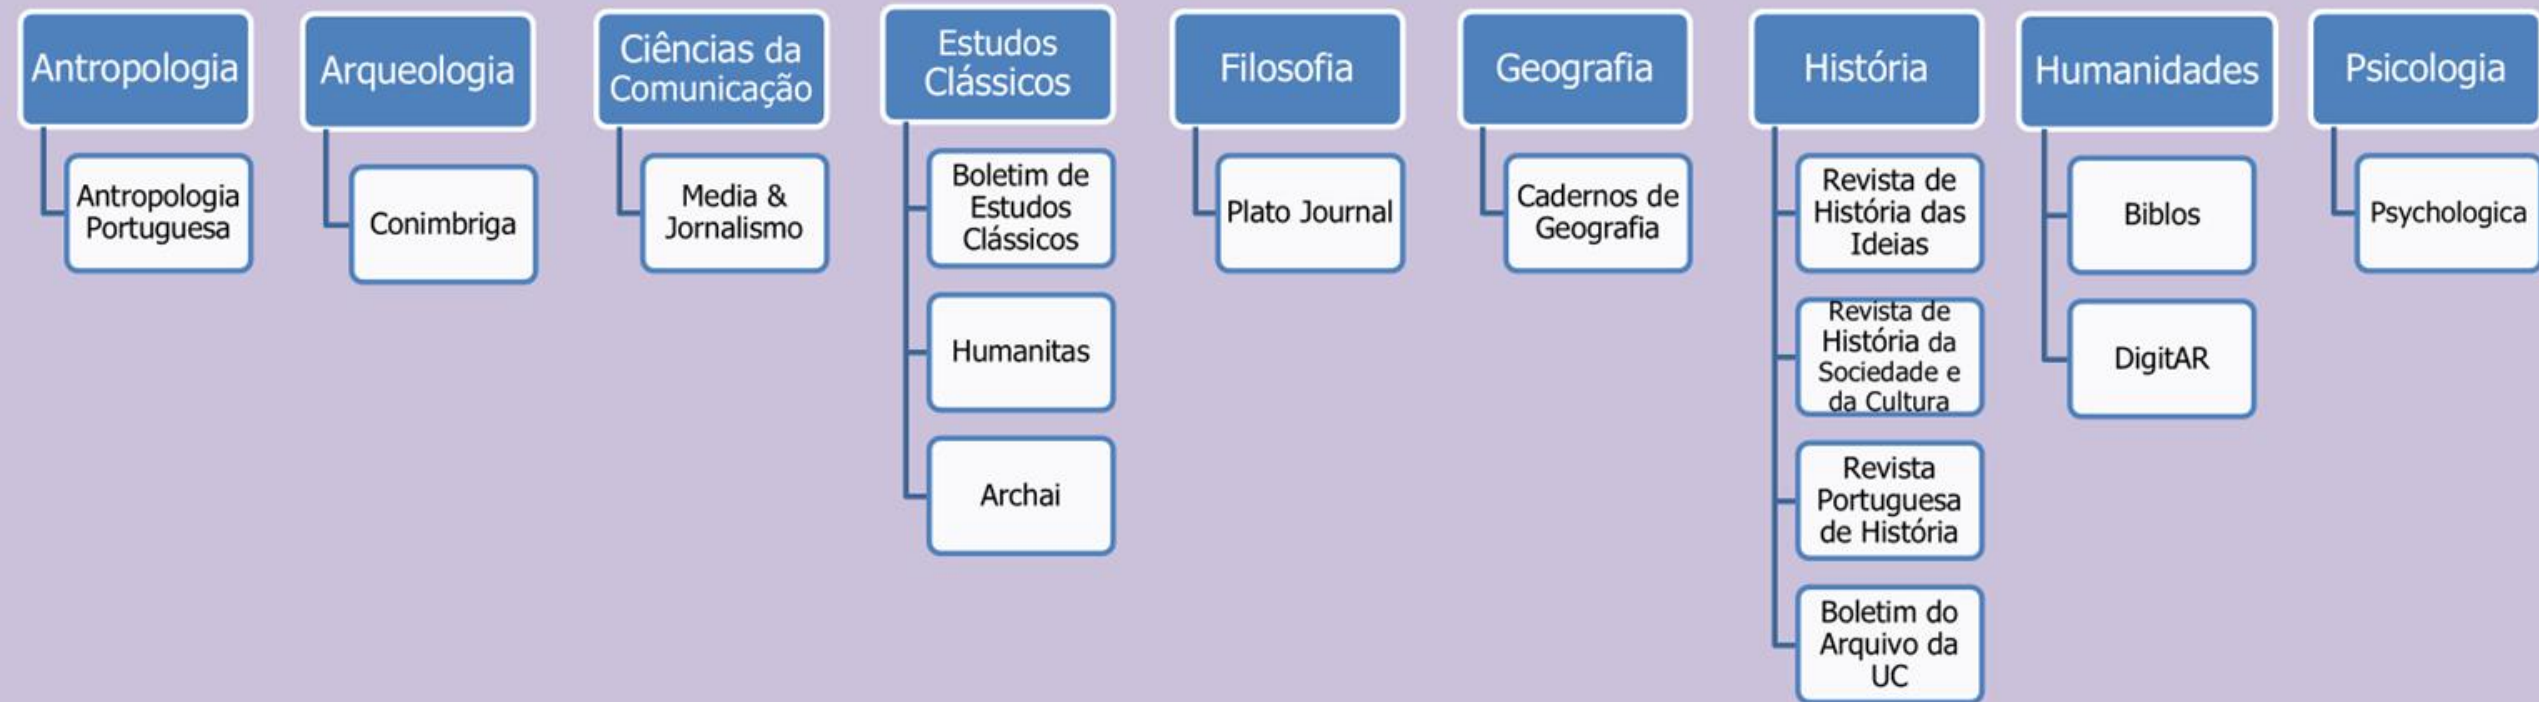 Antropologia
Antropologia
Portuguesa
Arqueologia
Conimbriga
Ciências da
Comunicação
Media &
Jornalismo
Estudos
Clássicos
Boletim de
Estudos
Clássicos
Humanitas
Archai
Filosofia
Plato Journal
Geografia
Cadernos de
Geografia
História
Revista de
História das
Ideias
Revista de
História da
Sociedade e
da Cultura
Revista
Portuguesa
de História
Boletim do
Arquivo da
UC
Humanidades
Biblos
DigitAR
Psicologia
Psychologica